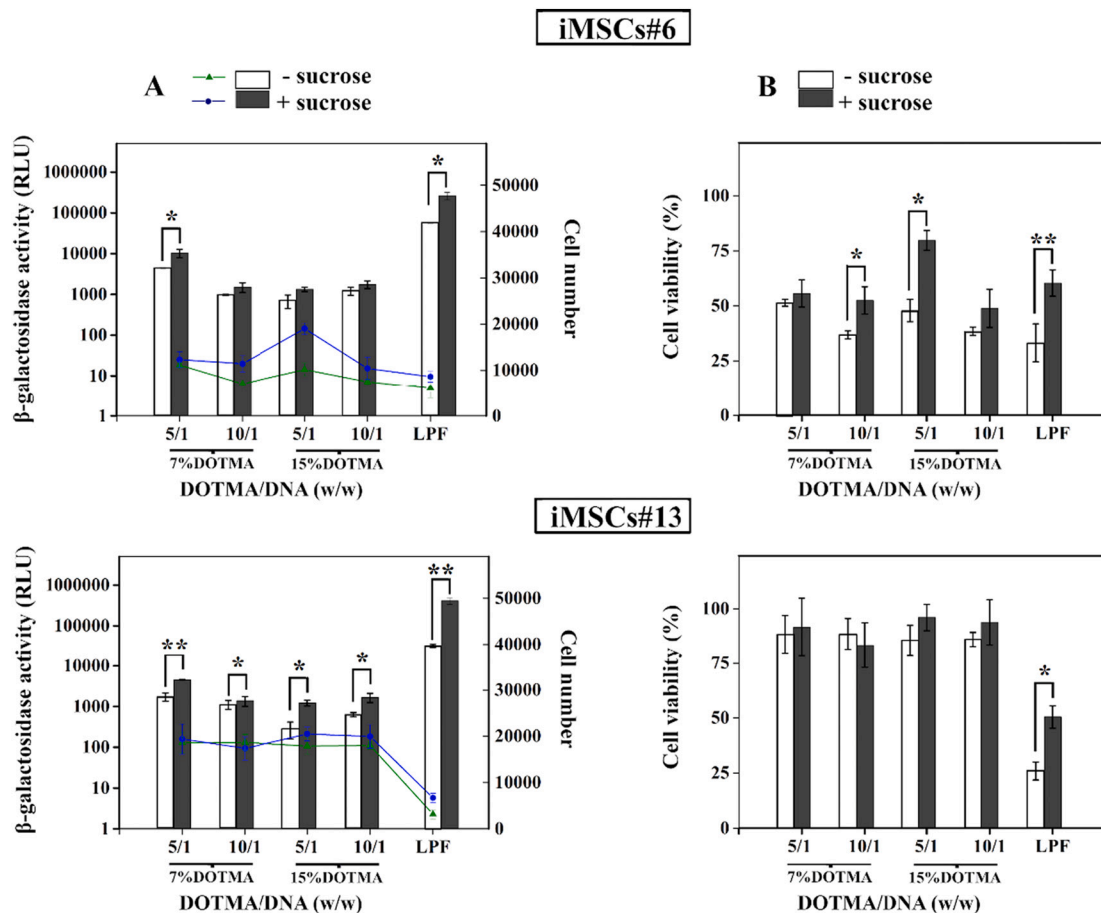 iMSCs#6
A
- sucrose
+ sucrose
B
- sucrose
+ sucrose
β-galactosidase activity (RLU)
1000000
100000
10000
1000
100
10
1
*
*
50000
40000
30000
20000
10000
0
Cell number
5/1 10/1 5/1 10/1 LPF
7%DOTMA 15%DOTMA
DOTMA/DNA (w/w)
Cell viability (%)
100
75
50
25
0
*
*
**
5/1 10/1 5/1 10/1 LPF
7%DOTMA 15%DOTMA
DOTMA/DNA (w/w)
iMSCs#13
β-galactosidase activity (RLU)
1000000
100000
10000
1000
100
10
1
** * * * **
50000
40000
30000
20000
10000
0
Cell number
5/1 10/1 5/1 10/1 LPF
7%DOTMA 15%DOTMA
DOTMA/DNA (w/w)
Cell viability (%)
100
75
50
25
0
*
5/1 10/1 5/1 10/1 LPF
7%DOTMA 15%DOTMA
DOTMA/DNA (w/w)